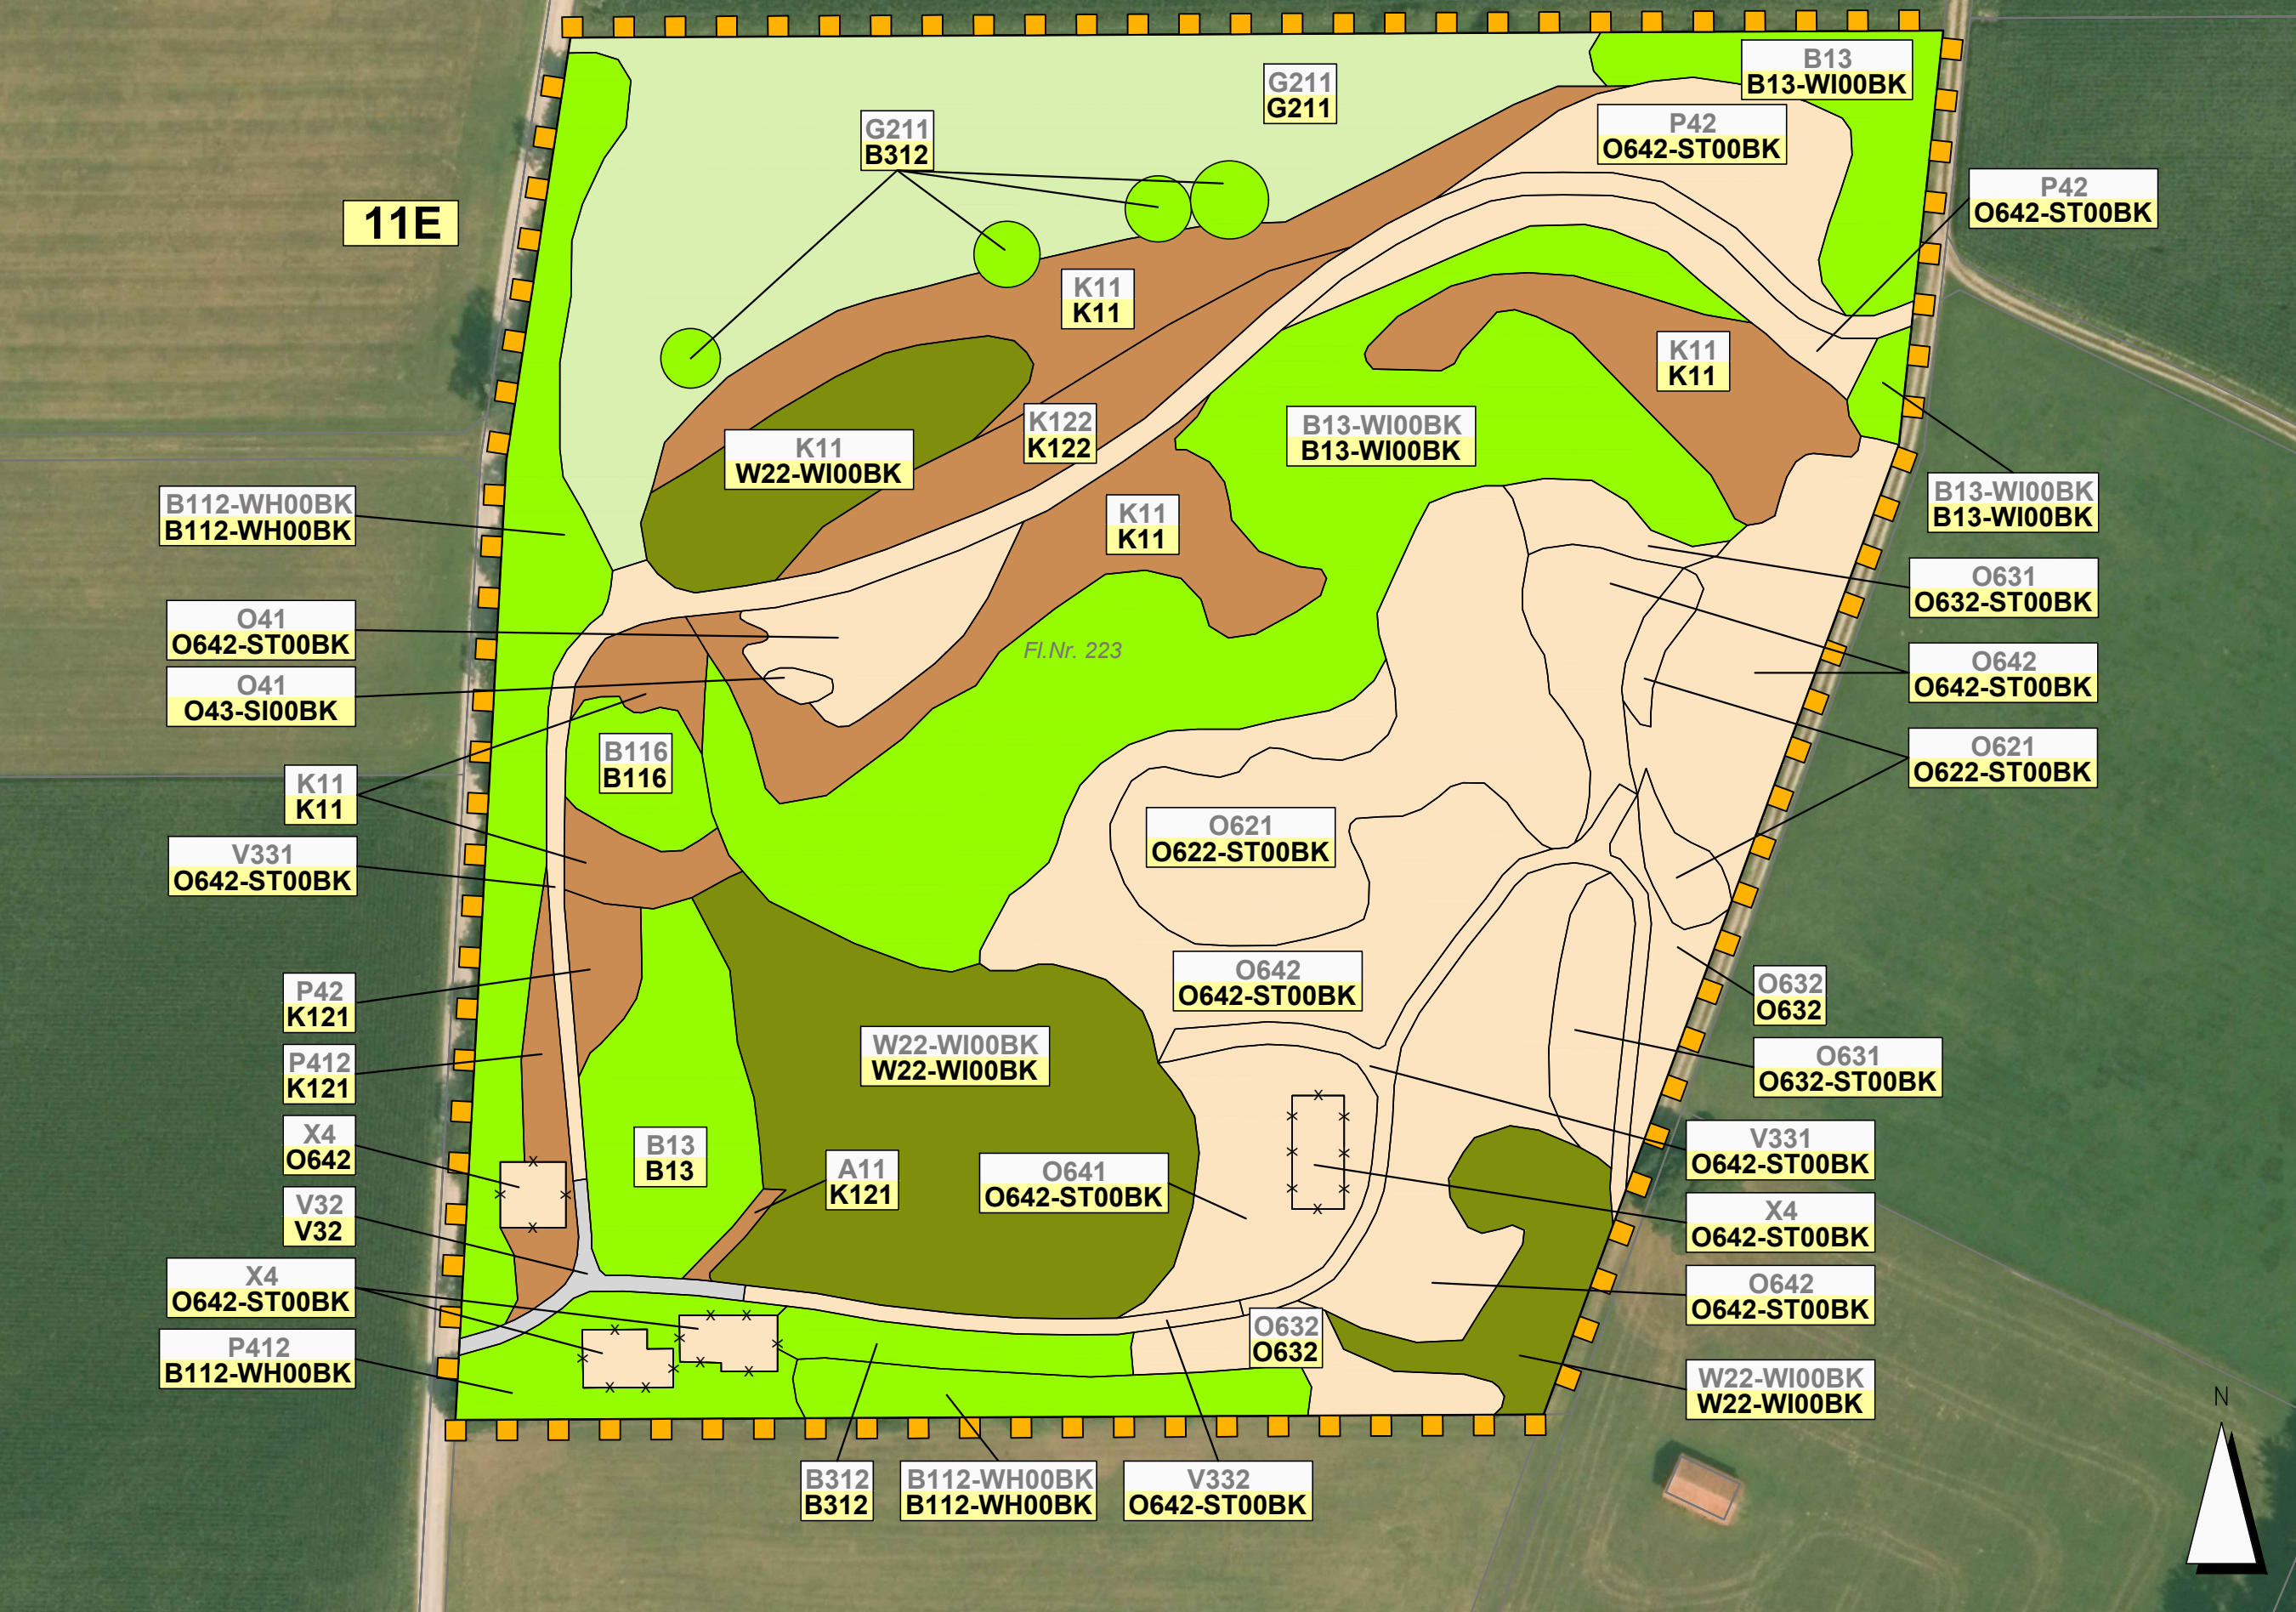 B13
B13-WI00BK
G211
G211
P42
O642-ST00BK
G211
B312
P42
O642-ST00BK
11E
K11
K11
K11
K11
K122
K122
B13-WI00BK
B13-WI00BK
K11
W22-WI00BK
B13-WI00BK
B13-WI00BK
B112-WH00BK
B112-WH00BK
K11
K11
O631
O632-ST00BK
O41
O642-ST00BK
Fl.Nr. 223
O642
O642-ST00BK
O41
O43-SI00BK
B116
B116
O621
O622-ST00BK
K11
K11
O621
O622-ST00BK
V331
O642-ST00BK
O642
O642-ST00BK
O632
O632
P42
K121
W22-WI00BK
W22-WI00BK
O631
O632-ST00BK
P412
K121
X4
O642
B13
B13
A11
K121
O641
O642-ST00BK
V331
O642-ST00BK
V32
V32
X4
O642-ST00BK
X4
O642-ST00BK
O642
O642-ST00BK
O632
O632
P412
B112-WH00BK
W22-WI00BK
W22-WI00BK
N
B312
B312
B112-WH00BK
B112-WH00BK
V332
O642-ST00BK